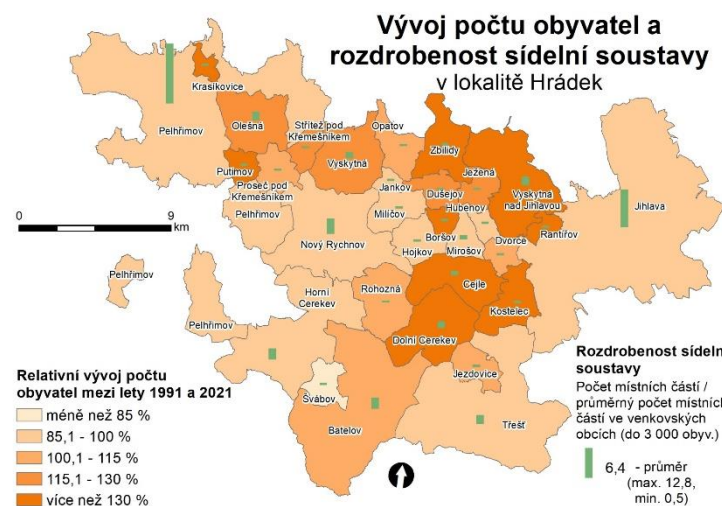 Vývoj počtu obyvatel a
rozdrobenost sídelní soustavy
v lokalitě Hrádek
Krasíkovice
Pelhřimov
Olešná
Střítež pod
Křemešníkem
Opatov
Zbilidy
Vyskytná
Ježená
Putimov
Proseč pod
Křemešníkem
Jankov
Dušejov
Hubenov
Vyskytná
nad Jihlavou
Jihlava
Pelhřimov
Milíčov
Boršov
Rantířov
0
9
km
Nový Rychnov
Hojkov
Mirošov
Dvorce
Pelhřimov
Horní
Cerekev
Rohozná
Cejle
Kostelec
Pelhřimov
Dolní Cerekev
Jezdovice
Švábov
Batelov
Třešť
Relativní vývoj počtu
obyvatel mezi lety 1991 a 2021
méně než 85 %
85,1 - 100 %
100,1 - 115 %
115,1 - 130 %
více než 130 %
Rozdrobenost sídelní
soustavy
Počet místních částí /
průměrný počet místních
částí ve venkovských
obcích (do 3 000 obyv.)
6,4 - průměr
(max. 12,8,
min. 0,5)